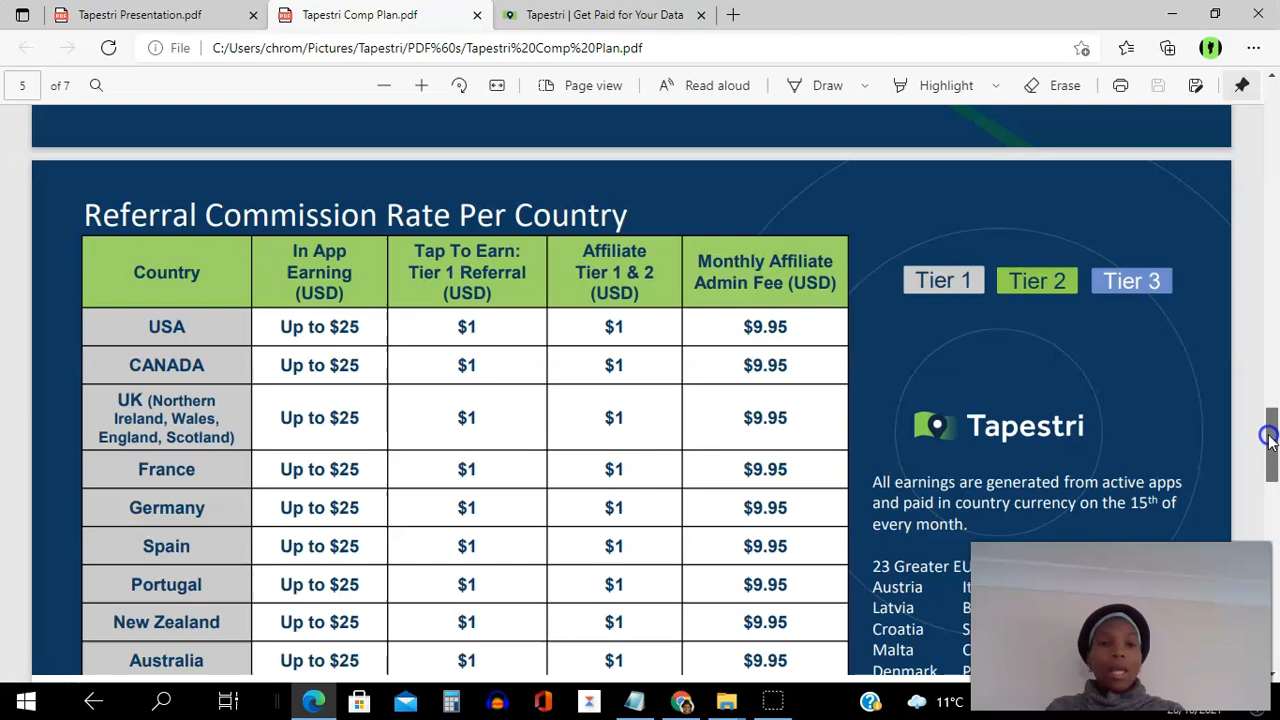 Tapestri Presentation.pdf
Tapestri Comp Plan.pdf
Tapestri | Get Paid for Your Data
File
C:/Users/chrom/Pictures/Tapestri/PDF%60s/Tapestri%20Comp%20Plan.pdf
5 of 7
Page view
Read aloud
Draw
Highlight
Erase
Referral Commission Rate Per Country
Country
In App Earning (USD)
Tap To Earn: Tier 1 Referral (USD)
Affiliate Tier 1 & 2 (USD)
Monthly Affiliate Admin Fee (USD)
USA Up to $25 $1 $1 $9.95
CANADA Up to $25 $1 $1 $9.95
UK (Northern Ireland, Wales, England, Scotland) Up to $25 $1 $1 $9.95
France Up to $25 $1 $1 $9.95
Germany Up to $25 $1 $1 $9.95
Spain Up to $25 $1 $1 $9.95
Portugal Up to $25 $1 $1 $9.95
New Zealand Up to $25 $1 $1 $9.95
Australia Up to $25 $1 $1 $9.95
Tier 1 Tier 2 Tier 3
Tapestri
All earnings are generated from active apps
and paid in country currency on the 15th of
every month.
23 Greater EU
Austria
Latvia
Croatia
Malta
Denmark
11°C